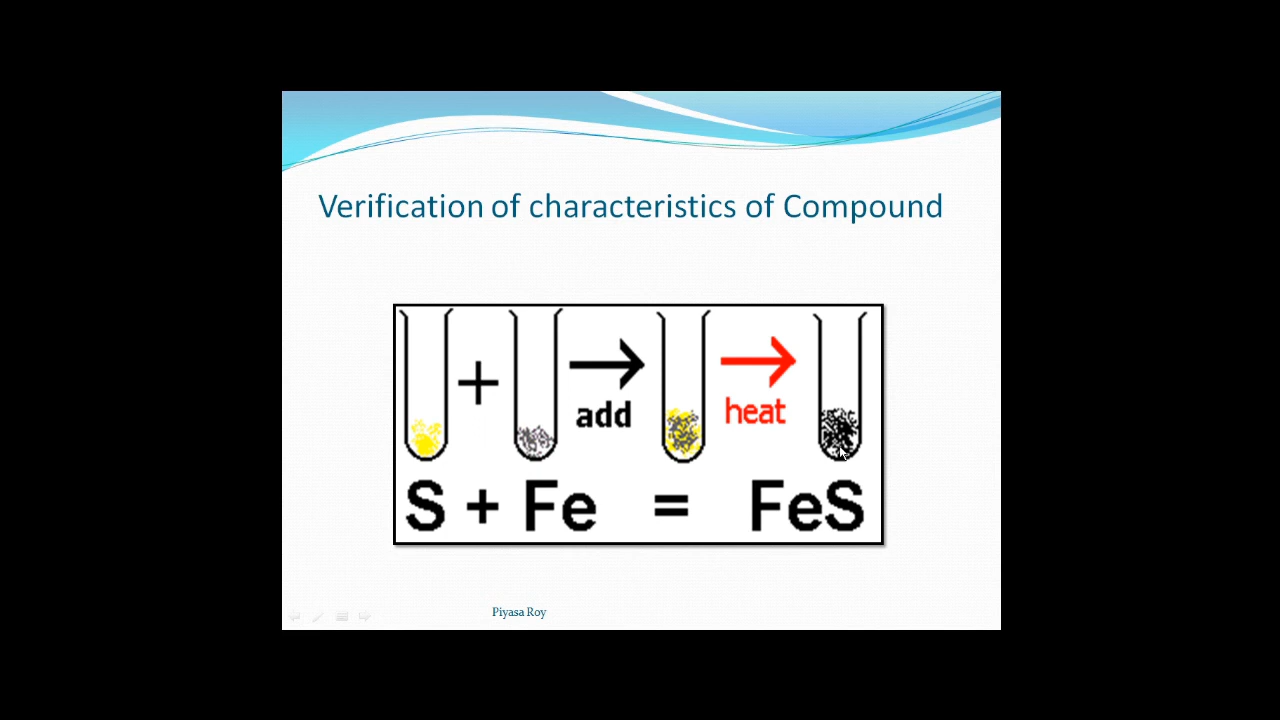 Verification of characteristics of Compound
+
add
heat
S + Fe = FeS
Piyasa Roy